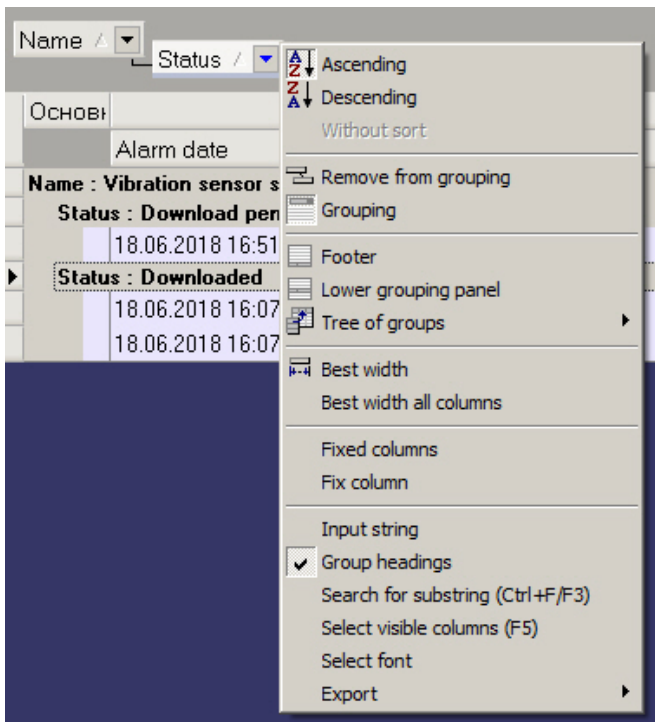 Name
Status
Основн
Alarm date
Name : Vibration sensor s
Status : Download pen
18.06.2018 16:51
Status : Downloaded
18.06.2018 16:07
18.06.2018 16:07
Ascending
Descending
Without sort
Remove from grouping
Grouping
Footer
Lower grouping panel
Tree of groups
Best width
Best width all columns
Fixed columns
Fix column
Input string
Group headings
Search for substring (Ctrl+F/F3)
Select visible columns (F5)
Select font
Export